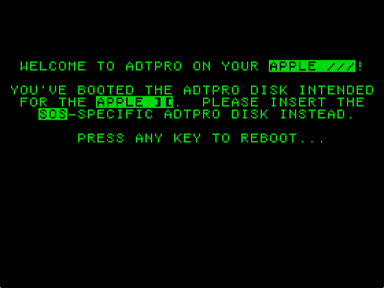 WELCOME TO ADTPRO ON YOUR APPLE ///!
YOU'VE BOOTED THE ADTPRO DISK INTENDED
FOR THE APPLE ][.  PLEASE INSERT THE
SOS-SPECIFIC ADTPRO DISK INSTEAD.
PRESS ANY KEY TO REBOOT...